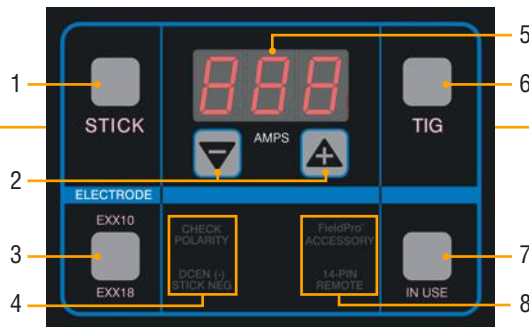 1
STICK
888
5
AMPS
6
TIG
2
ELECTRODE
EXX10
3
EXX18
CHECK
POLARITY
DCEN (-)
STICK NEG
4
FieldPro™
ACCESSORY
14-PIN
REMOTE
8
7
IN USE